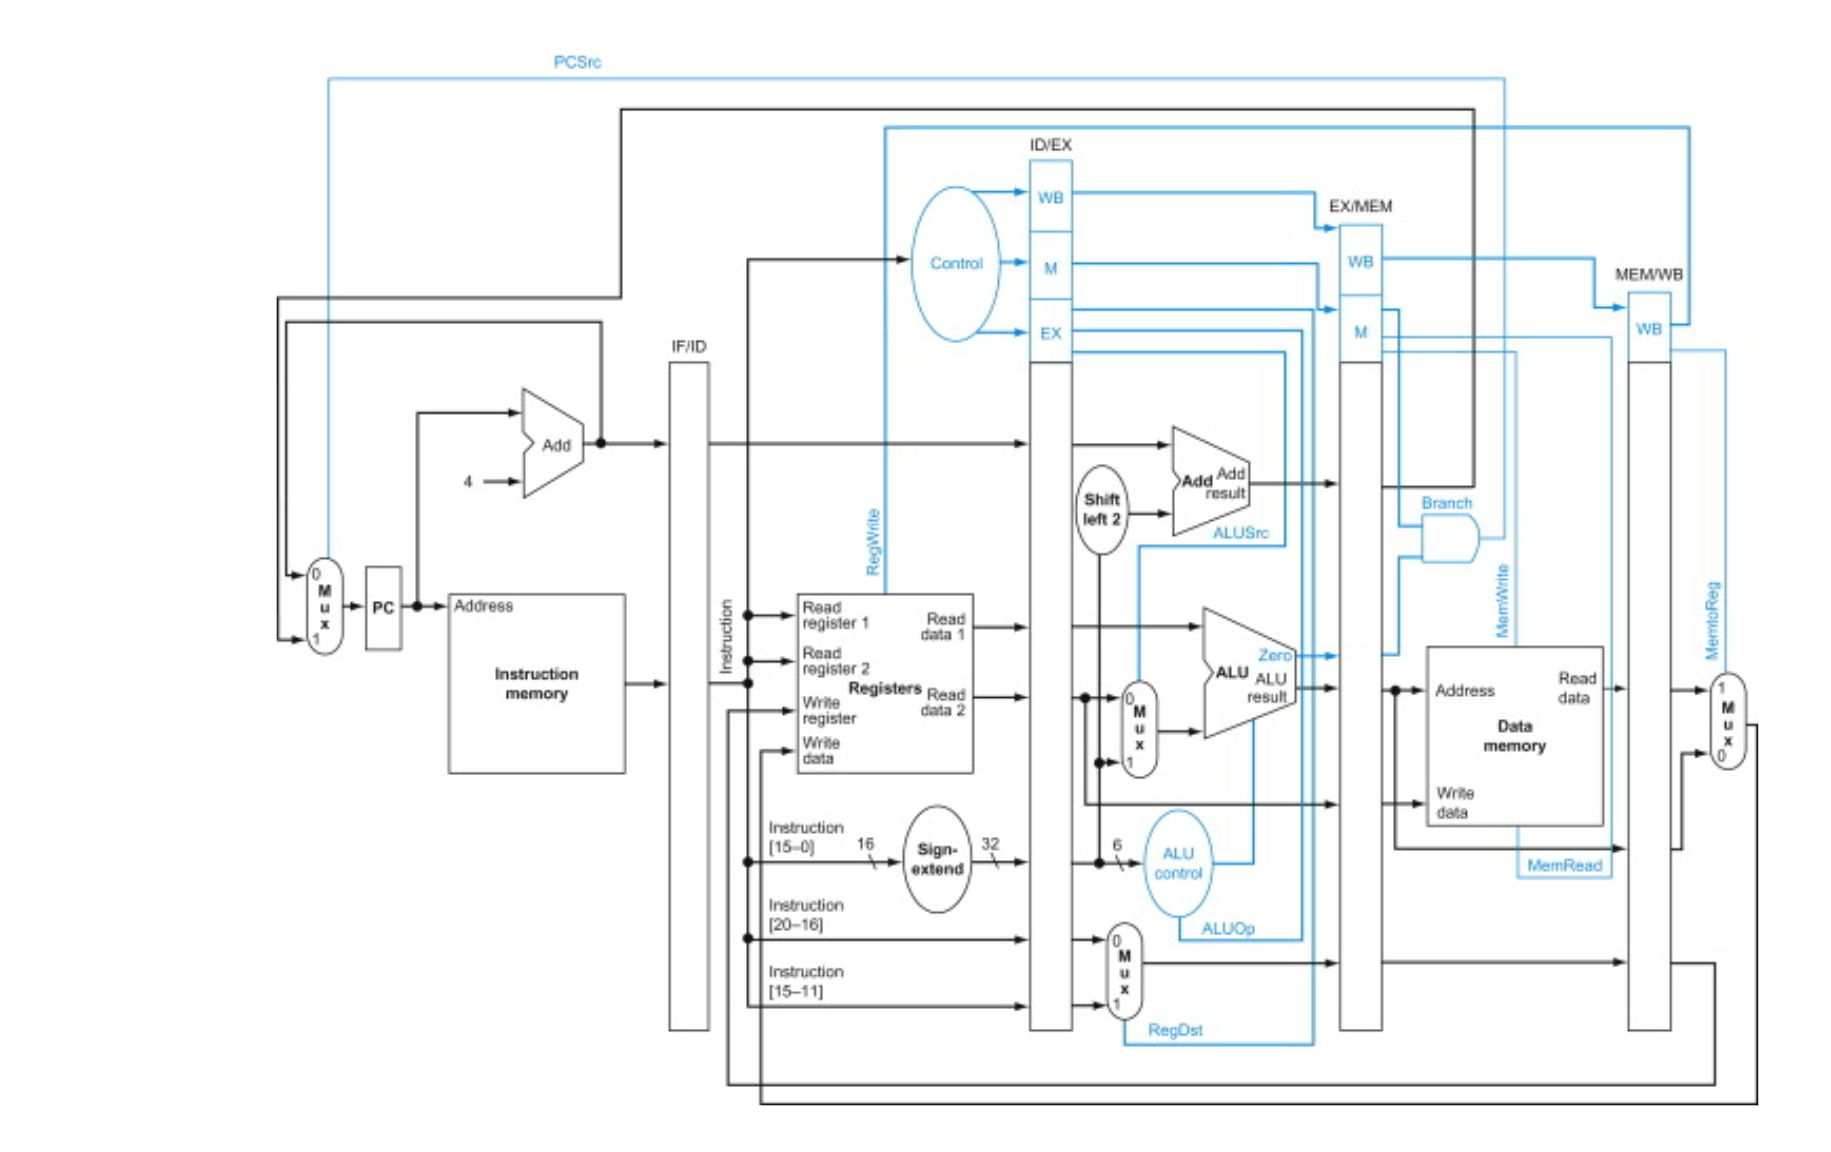 PCSrc
ID/EX
WB
EX/MEM
Control
M
WB
MEM/WB
EX
M
WB
IF/ID
Add
4
Add
Add
result
Shift
left 2
Branch
ALUSrc
RegWrite
MemWrite
MemtoReg
0
M
u
x
1
PC
Address
Instruction
memory
Instruction
Read
register 1
Read
register 2
Registers
Write
register
Write
data
Read
data 1
Read
data 2
0
M
u
x
1
Zero
ALU
ALU
result
Address
Read
data
Data
memory
Write
data
1
M
u
x
0
Instruction
[15–0]
16
Sign-
extend
32
6
ALU
control
MemRead
Instruction
[20–16]
ALUOp
0
M
u
x
1
Instruction
[15–11]
RegDst